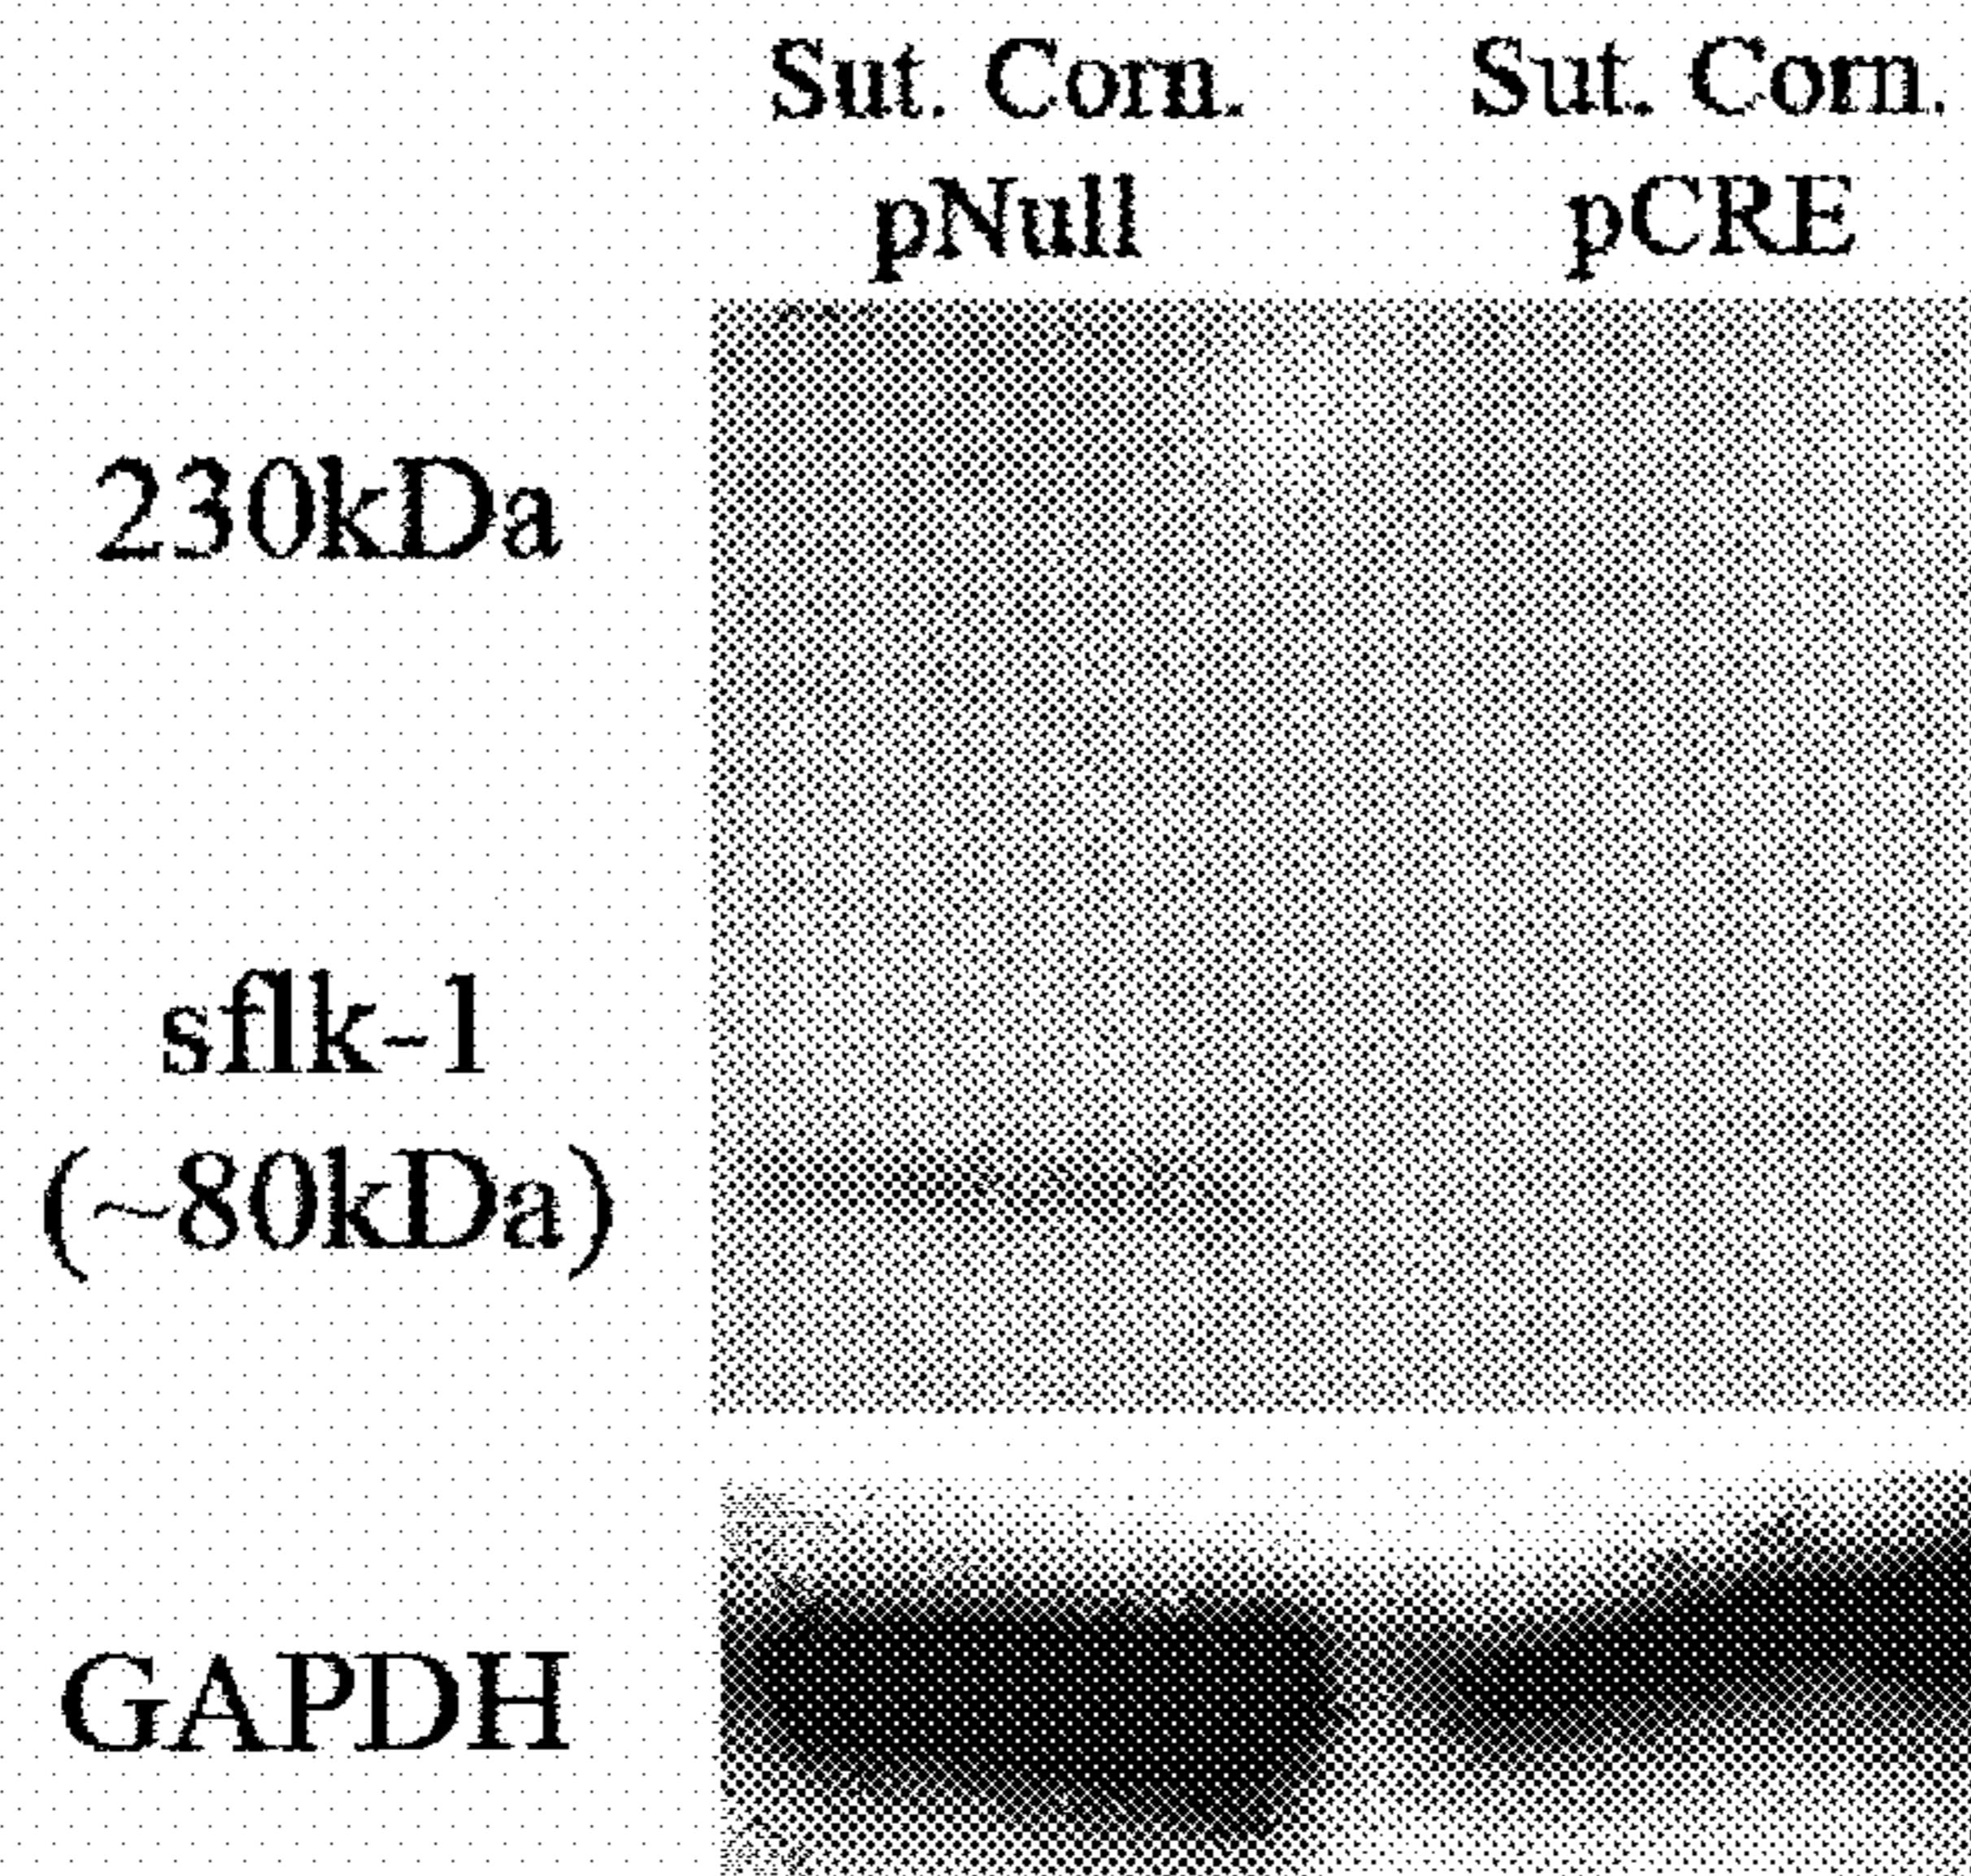 Sut. Corn. Sut. Corn.
pNull pCRE
230kDa
sflk-1
(~80kDa)
GAPDH